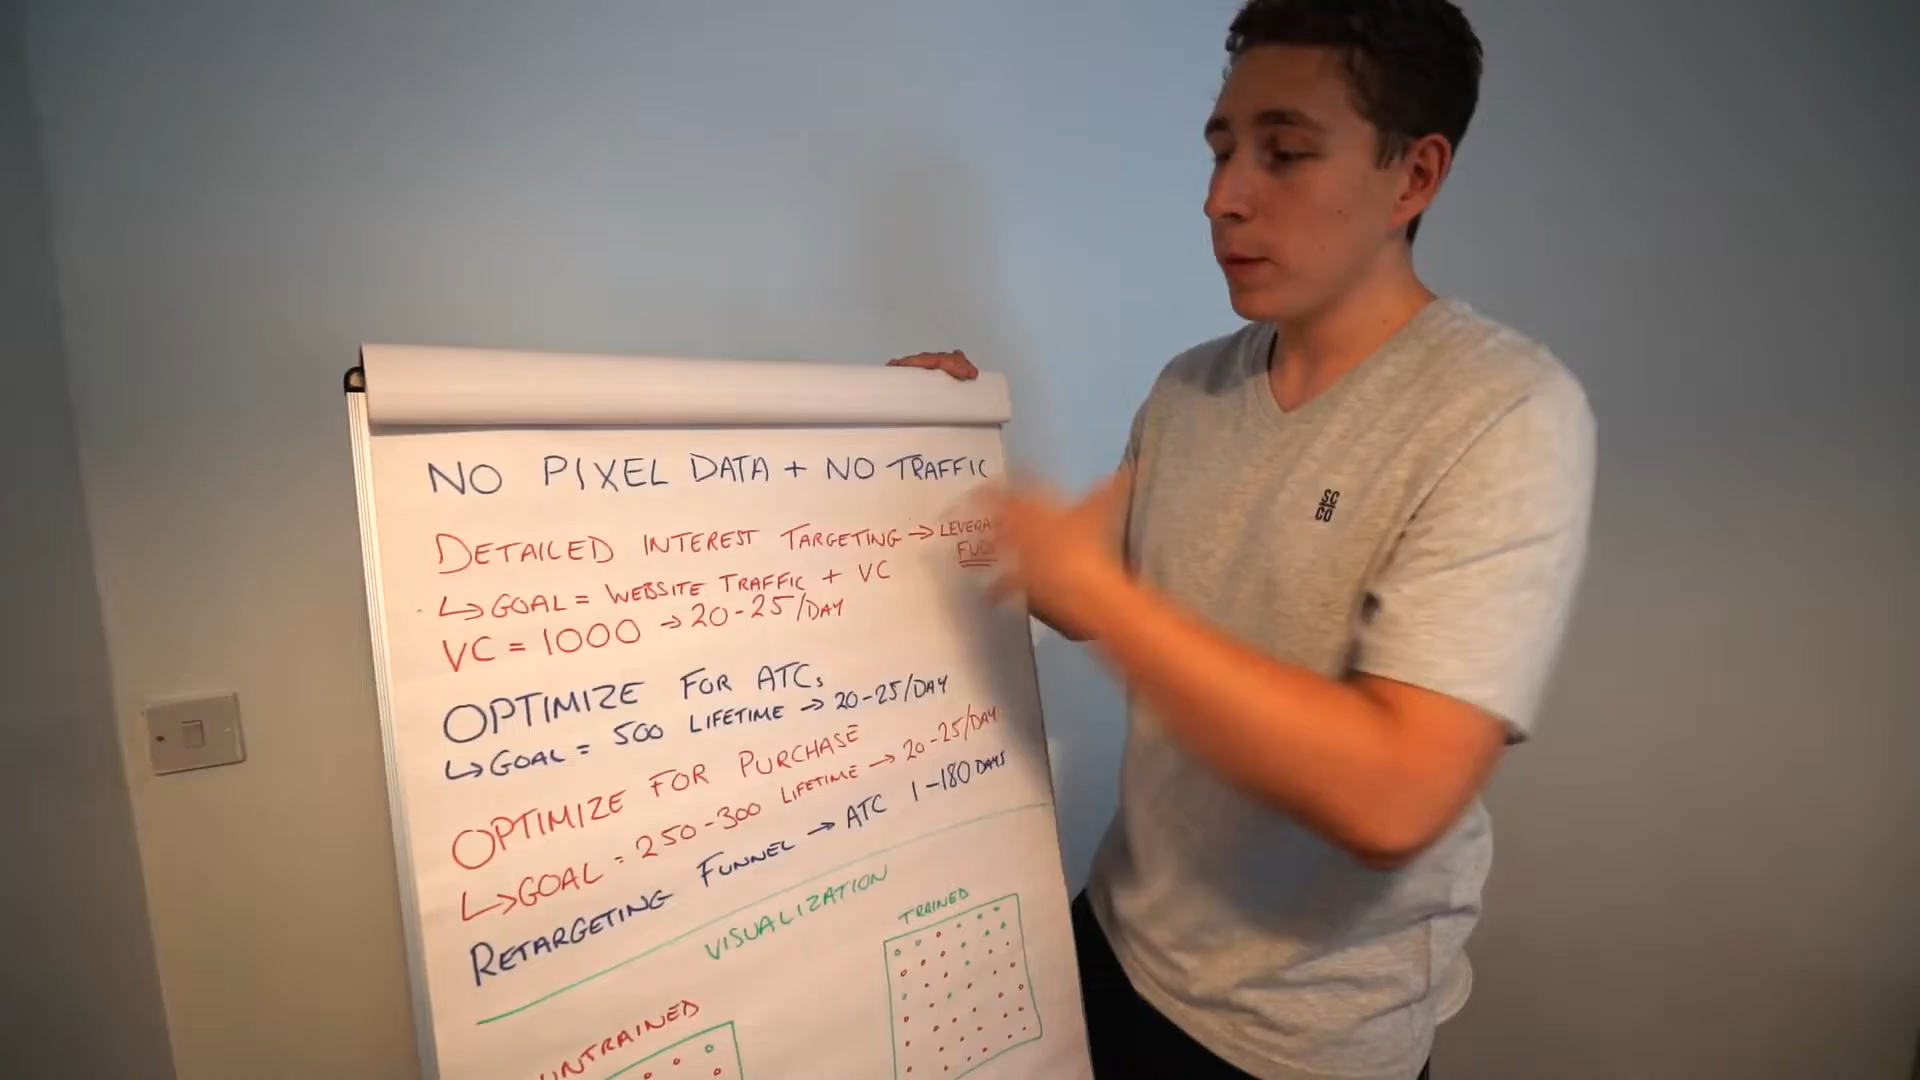 NO PIXEL DATA + NO TRAFFIC
DETAILED INTEREST TARGETING →
↳ GOAL = WEBSITE TRAFFIC + VC
VC = 1000 → 20-25/DAY
OPTIMIZE FOR ATCs
↳ GOAL = 500 LIFETIME → 20-25/DAY
OPTIMIZE FOR PURCHASE
↳ GOAL = 250-300 LIFETIME → 20-25/DAY
RETARGETING FUNNEL → ATC 1-180 DAYS
VISUALIZATION
TRAINED
UNTRAINED
SC
CO